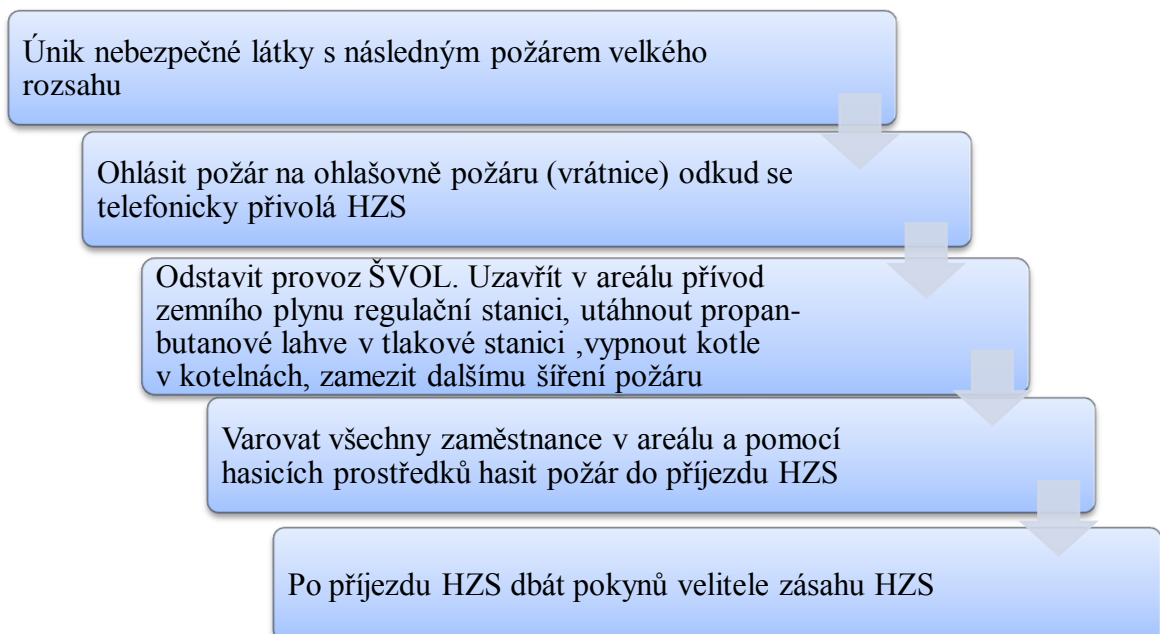 Únik nebezpečné látky s následným požárem velkého
rozsahu
Ohlásit požár na ohlašovně požáru (vrátnice) odkud se
telefonicky přivolá HZS
Odstavit provoz ŠVOL. Uzavřít v areálu přívod
zemního plynu regulační stanici, utáhnout propan-
butanové lahve v tlakové stanici ,vypnout kotle
v kotelnách, zamezit dalšímu šíření požáru
Varovat všechny zaměstnance v areálu a pomocí
hasicích prostředků hasit požár do příjezdu HZS
Po příjezdu HZS dbát pokynů velitele zásahu HZS